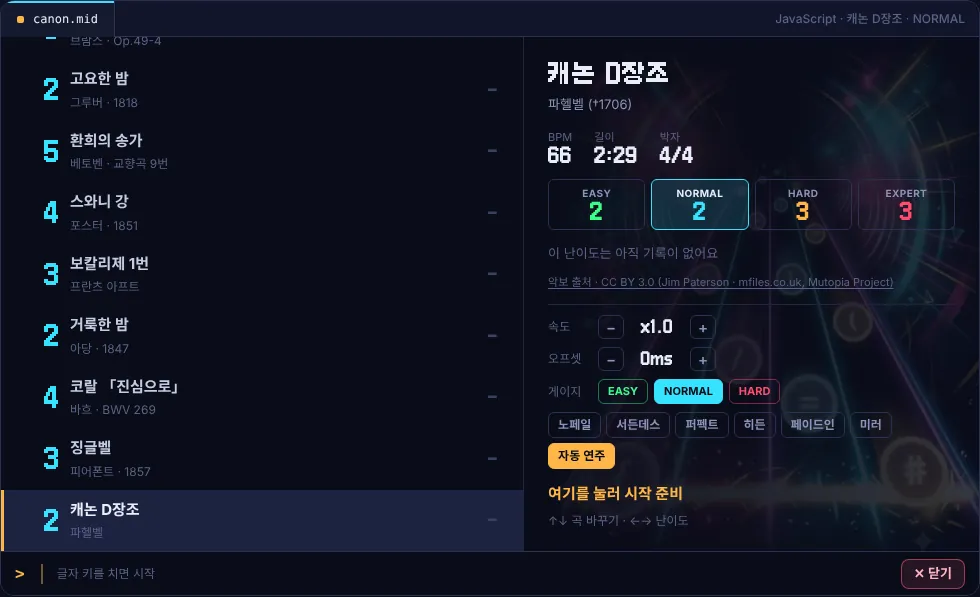 canon.mid
JavaScript · 캐논 D장조 · NORMAL
브람스 · Op.49-4
2 고요한 밤 –
그루버 · 1818
5 환희의 송가 –
베토벤 · 교향곡 9번
4 스와니 강 –
포스터 · 1851
3 보칼리제 1번 –
프란츠 아프트
2 거룩한 밤 –
아당 · 1847
4 코랄 「진심으로」 –
바흐 · BWV 269
3 징글벨 –
피어폰트 · 1857
2 캐논 D장조 –
파헬벨
캐논 D장조
파헬벨 (†1706)
BPM 길이 박자
66 2:29 4/4
EASY NORMAL HARD EXPERT
2 2 3 3
이 난이도는 아직 기록이 없어요
악보 출처 · CC BY 3.0 (Jim Paterson · mfiles.co.uk, Mutopia Project)
속도 – x1.0 +
오프셋 – 0ms +
게이지 EASY NORMAL HARD
노페일 서든데스 퍼펙트 히든 페이드인 미러
자동 연주
여기를 눌러 시작 준비
↑↓ 곡 바꾸기 · ←→ 난이도
> 글자 키를 치면 시작
✕ 닫기